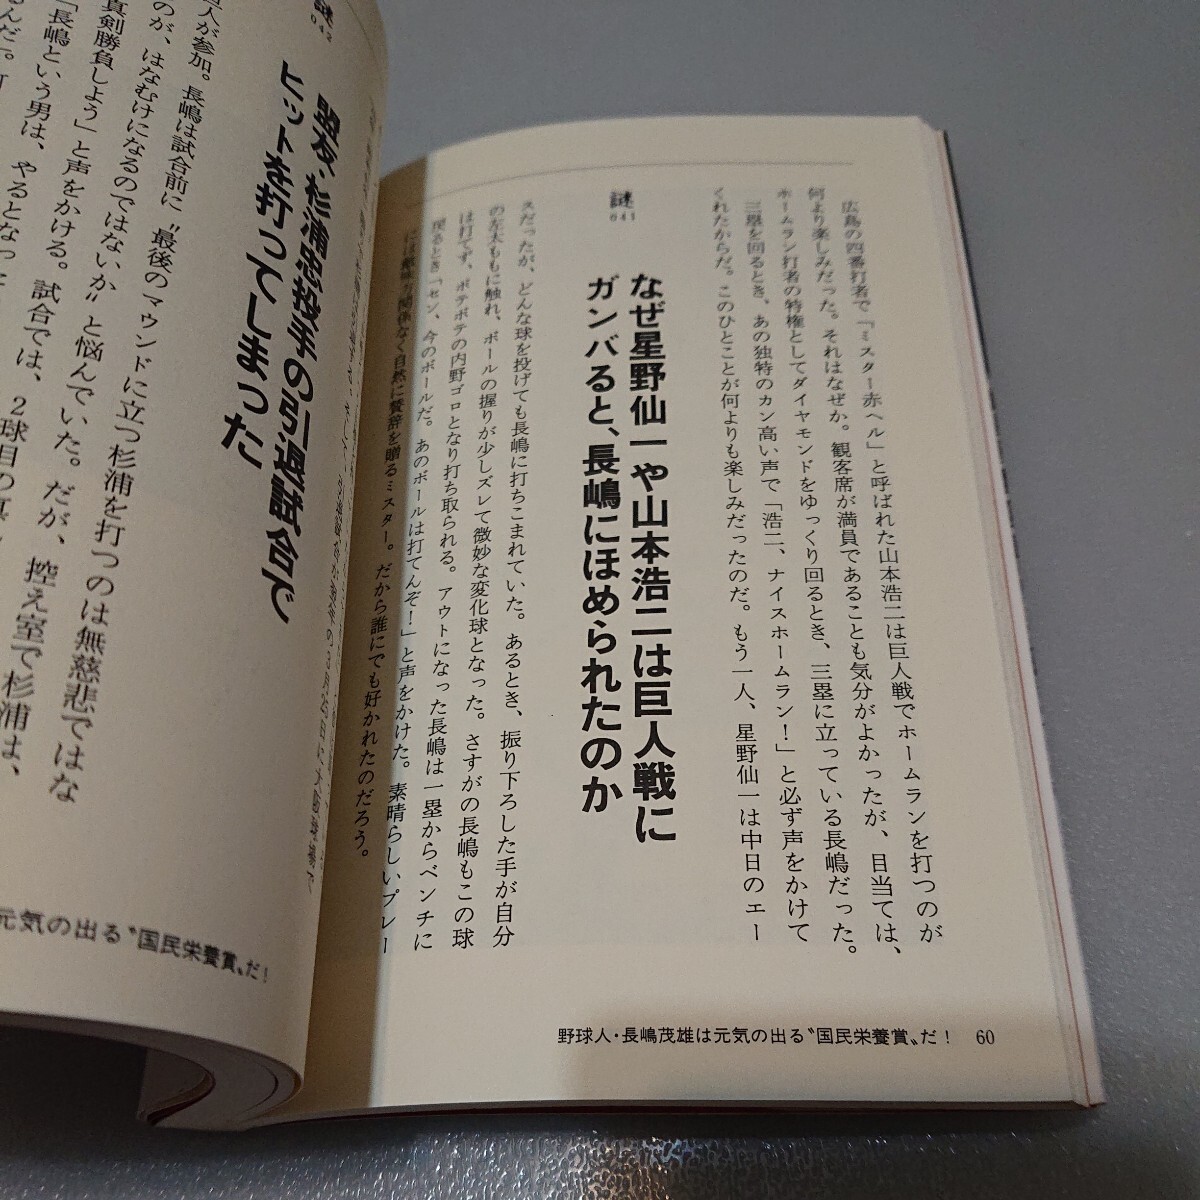 謎
041
なぜ星野仙一や山本浩二は巨人戦に
ガンバると、長嶋にほめられたのか
広島の四番打者で「ミスター赤ヘル」と呼ばれた山本浩二は巨人戦でホームランを打つのが
何より楽しみだった。それはなぜか。観客席が満員であることも気分がよかったが、目当ては、
ホームラン打者の特権としてダイヤモンドをゆっくり回るとき、三塁に立っている長嶋だった。
三塁を回るとき、あの独特のカン高い声で「浩二、ナイスホームラン!」と必ず声をかけて
くれたからだ。このひとことが何よりも楽しみだったのだ。もう一人、星野仙一は中日のエー
スだったが、どんな球を投げても長嶋に打ちこまれていた。あるとき、振り下ろした手が自分
の左太ももに触れ、ボールの握りが少しズレて微妙な変化球となった。さすがの長嶋もこの球
は打てず、ボテボテの内野ゴロとなり打ち取られる。アウトになった長嶋は一塁からベンチに
戻るとき「セン、今のボールだ。あのボールは打てんぞ!」と声をかけた。素晴らしいプレー
には敵味方関係なく自然に賛辞を贈るミスター。だから誰にでも好かれたのだろう。
野球人・長嶋茂雄は元気の出る〝国民栄養賞〟だ! 60
謎
042
盟友・杉浦忠投手の引退試合で
ヒットを打ってしまった
人が参加。長嶋は試合前に〝最後のマウンドに立つ杉浦を打つのは無慈悲ではな
のが、はなむけになるのではないか〟と悩んでいた。だが、控え室で杉浦は、
真剣勝負しよう」と声をかける。試合では、2球目の
「長嶋という男は、やるとなった
元気の出る〝国民栄養賞〟だ!